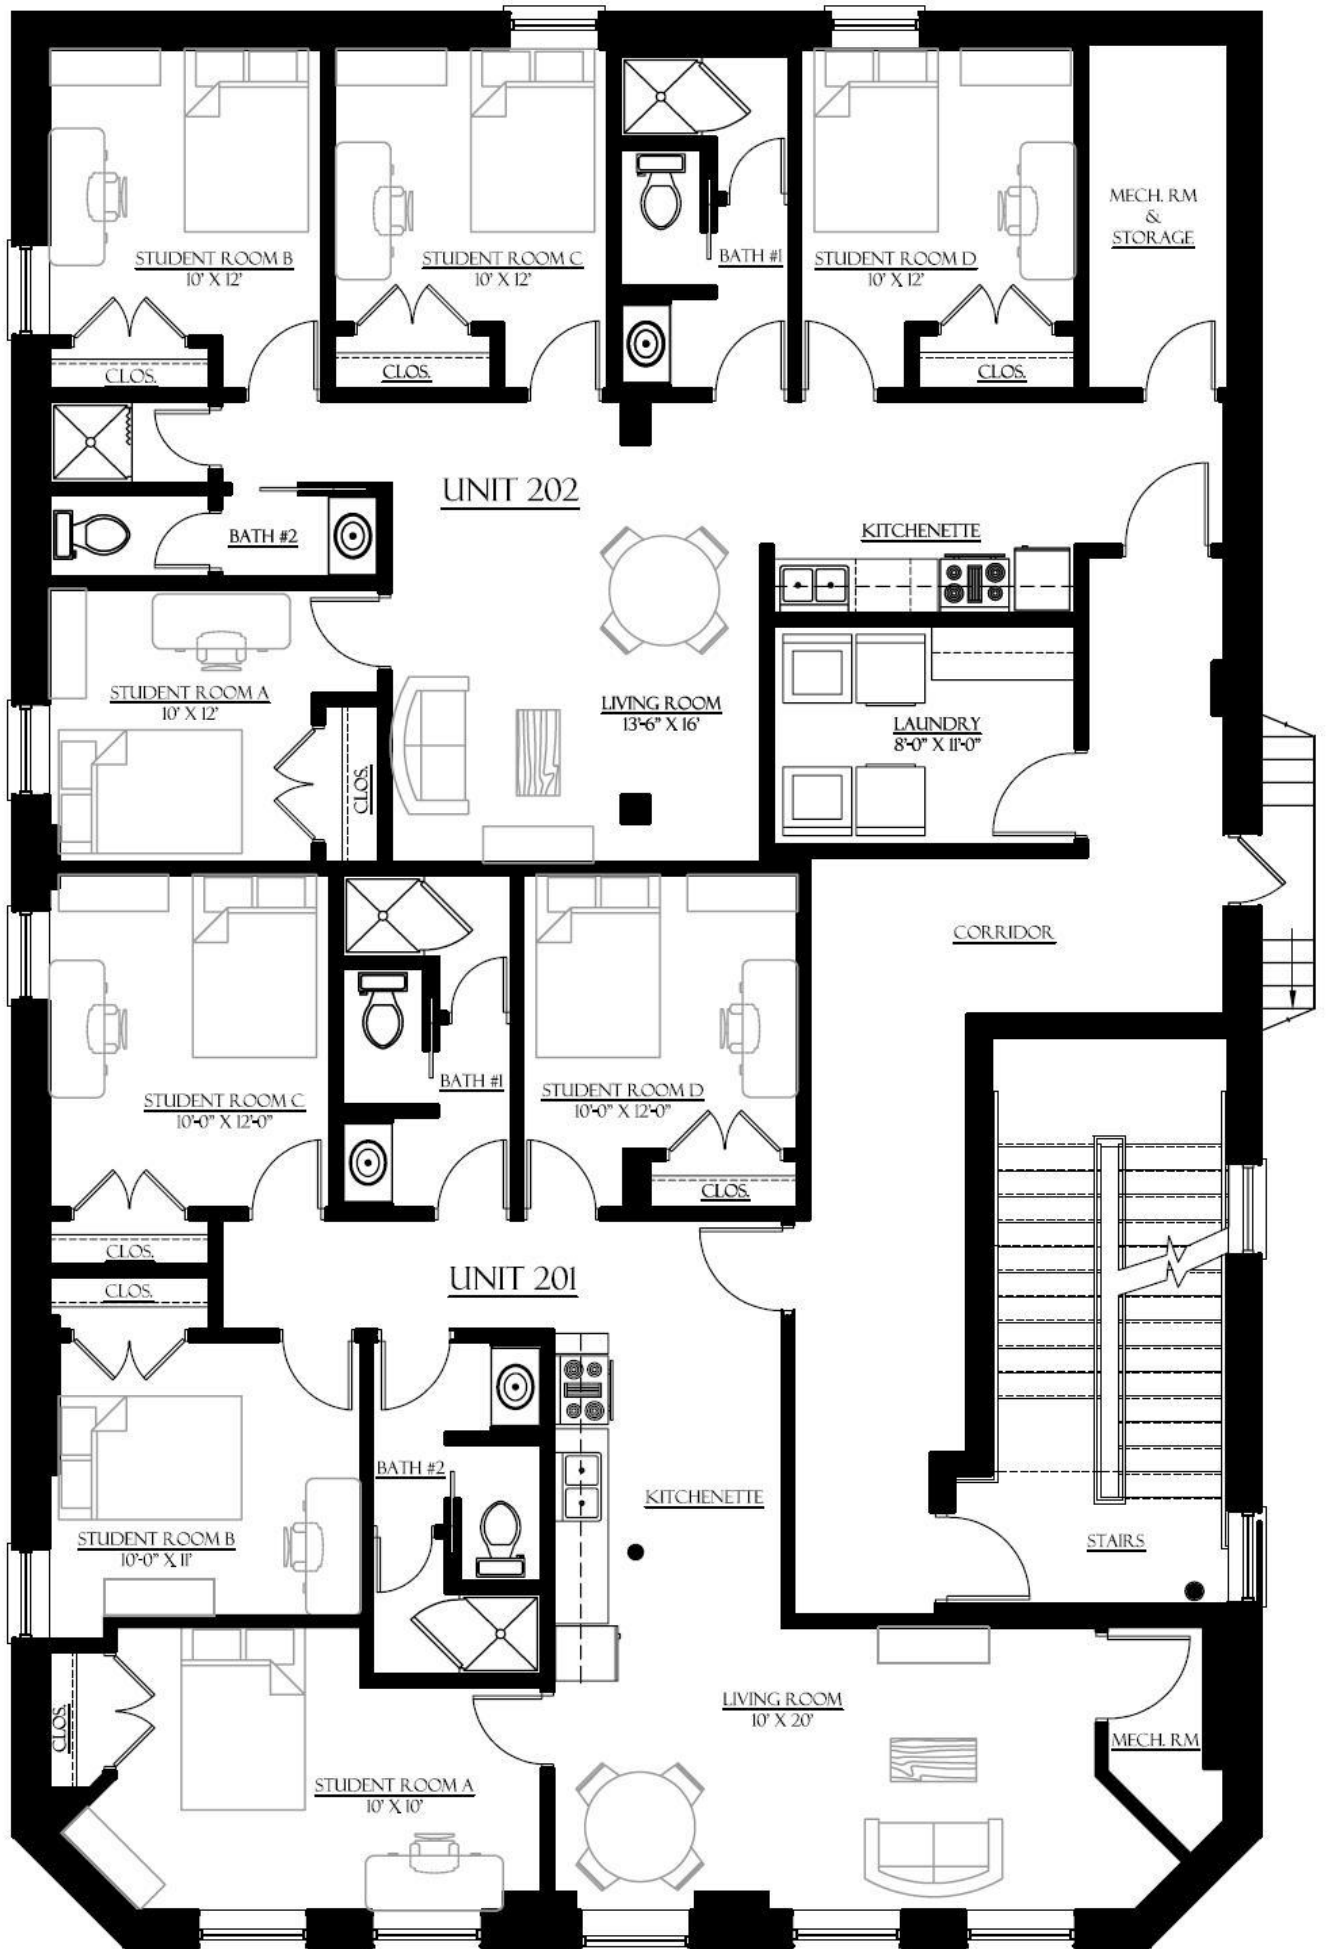 MECH. RM
&
STORAGE
STUDENT ROOM B
10' X 12'
STUDENT ROOM C
10' X 12'
BATH #1
STUDENT ROOM D
10' X 12'
CLOS.
CLOS.
CLOS.
UNIT 202
BATH #2
KITCHENETTE
STUDENT ROOM A
10' X 12'
LIVING ROOM
13'-6" X 16'
LAUNDRY
8'-0" X 11'-0"
CLOS.
CORRIDOR
STUDENT ROOM C
10'-0" X 12'-0"
BATH #1
STUDENT ROOM D
10'-0" X 12'-0"
CLOS.
CLOS.
CLOS.
UNIT 201
BATH #2
KITCHENETTE
STUDENT ROOM B
10'-0" X 11'
STAIRS
CLOS.
LIVING ROOM
10' X 20'
MECH. RM
STUDENT ROOM A
10' X 10'